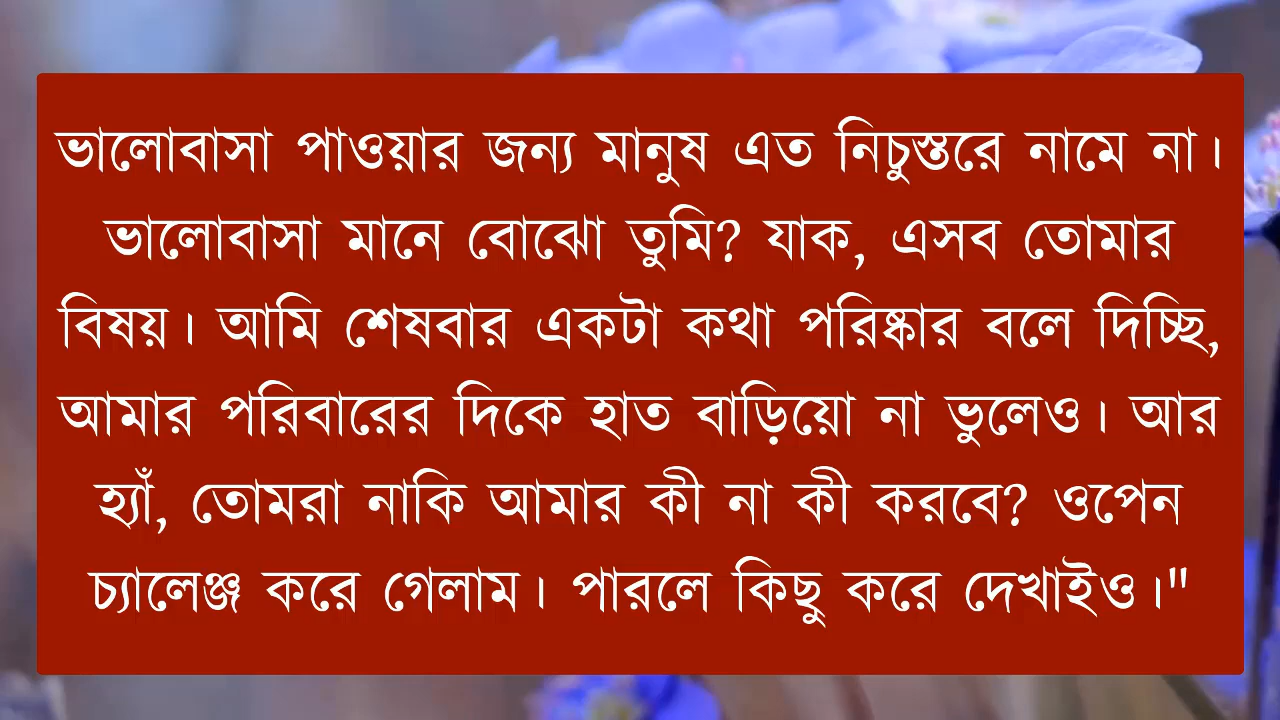 ভালোবাসা পাওয়ার জন্য মানুষ এত নিচুস্তরে নামে না।
ভালোবাসা মানে বোঝো তুমি? যাক, এসব তোমার
বিষয়। আমি শেষবার একটা কথা পরিষ্কার বলে দিচ্ছি,
আমার পরিবারের দিকে হাত বাড়িয়ো না ভুলেও। আর
হ্যাঁ, তোমরা নাকি আমার কী না কী করবে? ওপেন
চ্যালেঞ্জ করে গেলাম। পারলে কিছু করে দেখাইও।"